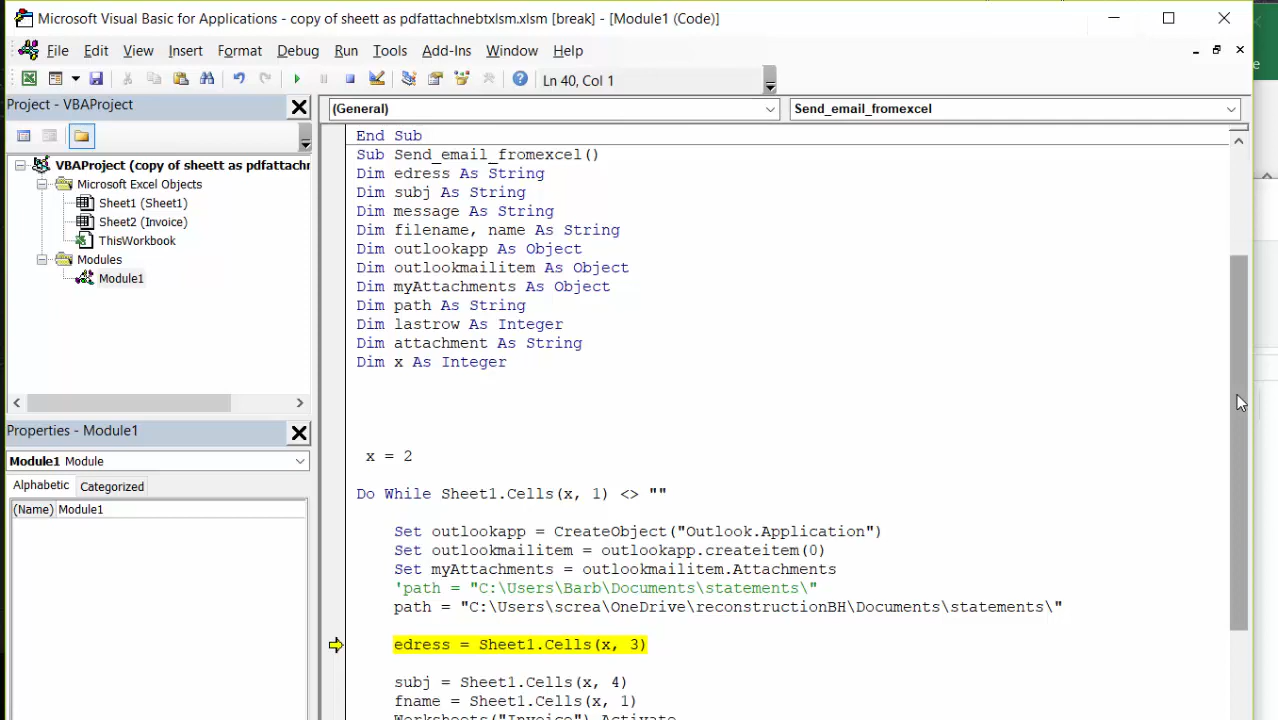 Microsoft Visual Basic for Applications - copy of sheett as pdfattachnebtxlsm.xlsm [break] - [Module1 (Code)]
File Edit View Insert Format Debug Run Tools Add-Ins Window Help
Ln 40, Col 1
Project - VBAProject
(General)
Send_email_fromexcel
VBAProject (copy of sheett as pdfattachn
Microsoft Excel Objects
Sheet1 (Sheet1)
Sheet2 (Invoice)
ThisWorkbook
Modules
Module1
Properties - Module1
Module1 Module
Alphabetic Categorized
(Name) Module1
End Sub
Sub Send_email_fromexcel()
Dim edress As String
Dim subj As String
Dim message As String
Dim filename, name As String
Dim outlookapp As Object
Dim outlookmailitem As Object
Dim myAttachments As Object
Dim path As String
Dim lastrow As Integer
Dim attachment As String
Dim x As Integer
x = 2
Do While Sheet1.Cells(x, 1) <> ""
Set outlookapp = CreateObject("Outlook.Application")
Set outlookmailitem = outlookapp.createitem(0)
Set myAttachments = outlookmailitem.Attachments
'path = "C:\Users\Barb\Documents\statements\"
path = "C:\Users\screa\OneDrive\reconstructionBH\Documents\statements\"
edress = Sheet1.Cells(x, 3)
subj = Sheet1.Cells(x, 4)
fname = Sheet1.Cells(x, 1)
Worksheets("Invoice").Activate